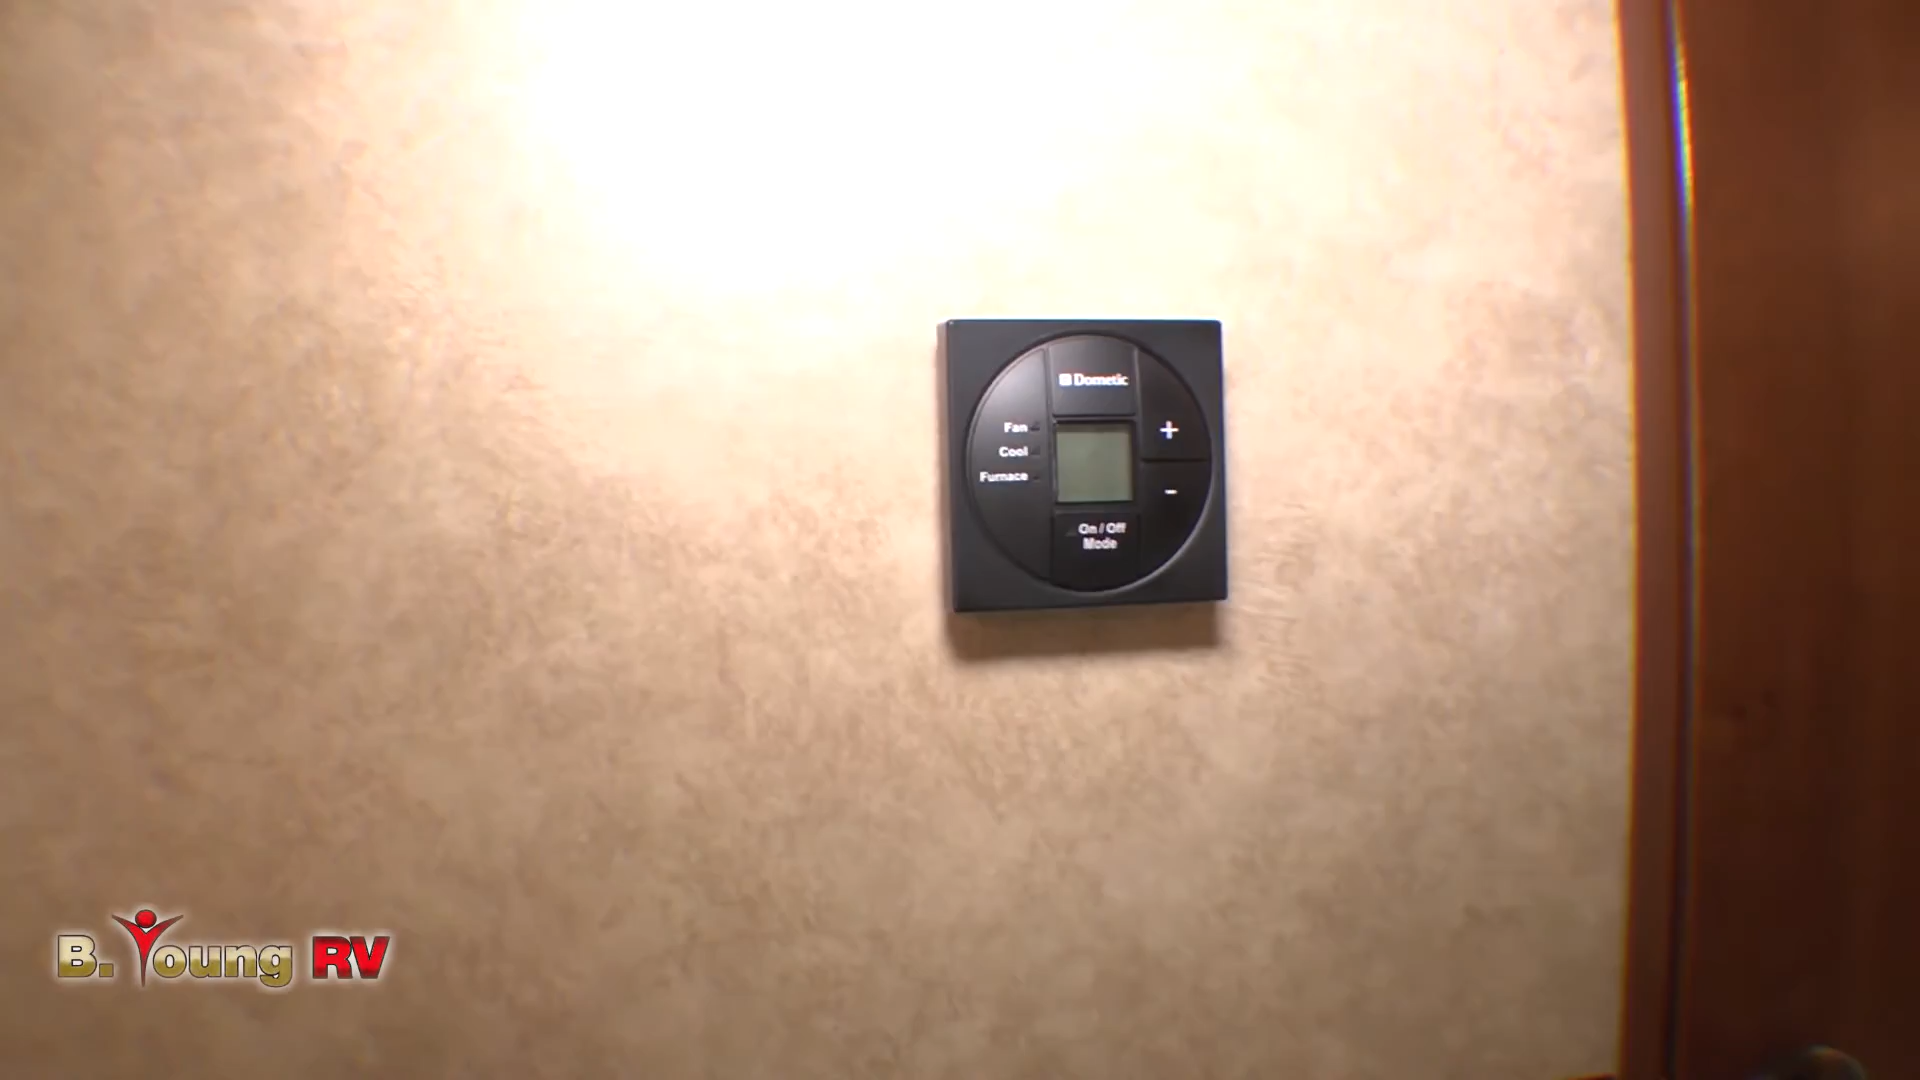 Dometic
Fan
Cool
Furnace
+
-
On / Off
Mode
B. Young RV